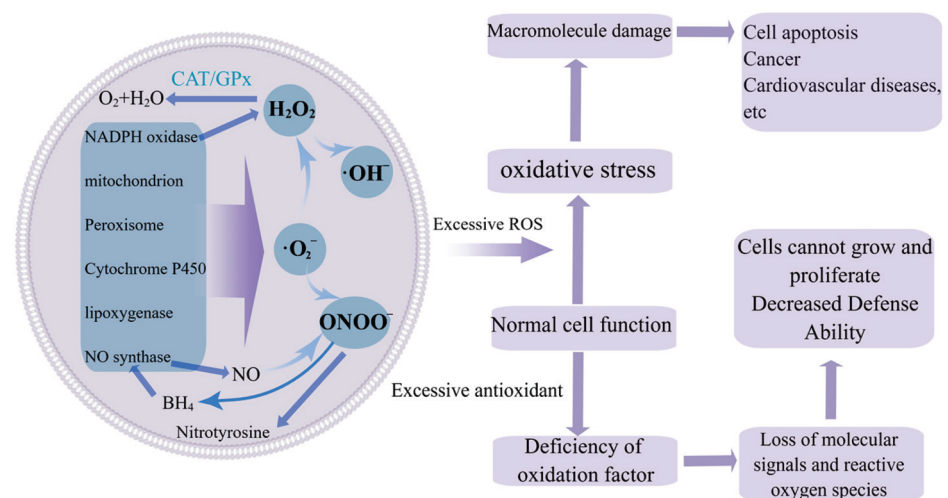 CAT/GPx
O₂+H₂O
H₂O₂
NADPH oxidase
·OH⁻
mitochondrion
Peroxisome
·O₂⁻
Cytochrome P450
lipoxygenase
ONOO⁻
NO synthase
NO
BH₄
Nitrotyrosine
Excessive ROS
Macromolecule damage
Cell apoptosis
Cancer
Cardiovascular diseases,
etc
oxidative stress
Normal cell function
Excessive antioxidant
Deficiency of
oxidation factor
Loss of molecular
signals and reactive
oxygen species
Cells cannot grow and
proliferate
Decreased Defense
Ability